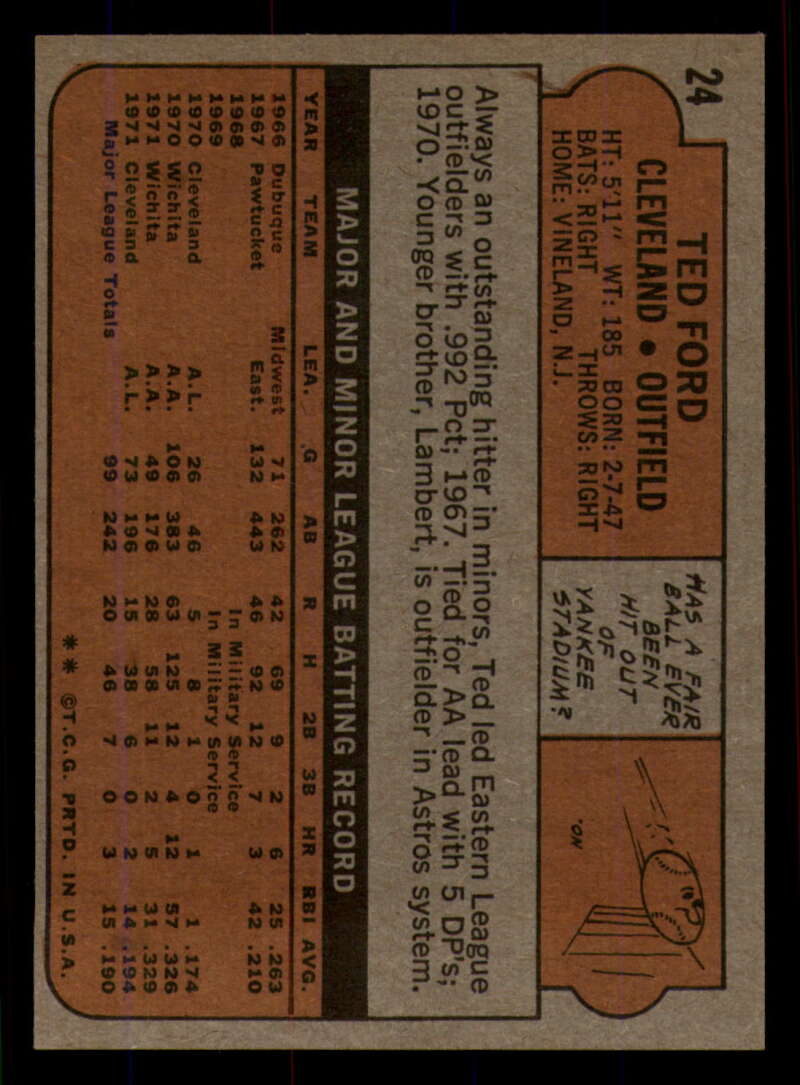 24
TED FORD
CLEVELAND • OUTFIELD
HT: 5'11" WT: 185 BORN: 2-7-47
BATS: RIGHT THROWS: RIGHT
HOME: VINELAND, N.J.
HAS A FAIR
BALL EVER
BEEN
HIT OUT
OF
YANKEE
STADIUM?
NO.
Always an outstanding hitter in minors, Ted led Eastern League
outfielders with .992 Pct; 1967. Tied for AA lead with 5 DP's;
1970. Younger brother, Lambert, is outfielder in Astros system.
MAJOR AND MINOR LEAGUE BATTING RECORD
YEAR TEAM LEA. G AB R H 2B 3B HR RBI AVG.
1966 Dubuque Midwest 71 262 42 69 9 2 6 25 .263
1967 Pawtucket East. 132 443 46 92 12 7 3 42 .210
1968 In Military Service
1969 In Military Service
1970 Cleveland A.L. 26 46 5 8 1 0 1 1 .174
1970 Wichita A.A. 106 383 63 125 12 4 12 57 .326
1971 Wichita A.A. 49 176 28 58 11 2 5 31 .329
1971 Cleveland A.L. 73 196 15 38 6 0 2 14 .194
Major League Totals 99 242 20 46 7 0 3 15 .190
** ©T.C.G. PRTD. IN U.S.A.